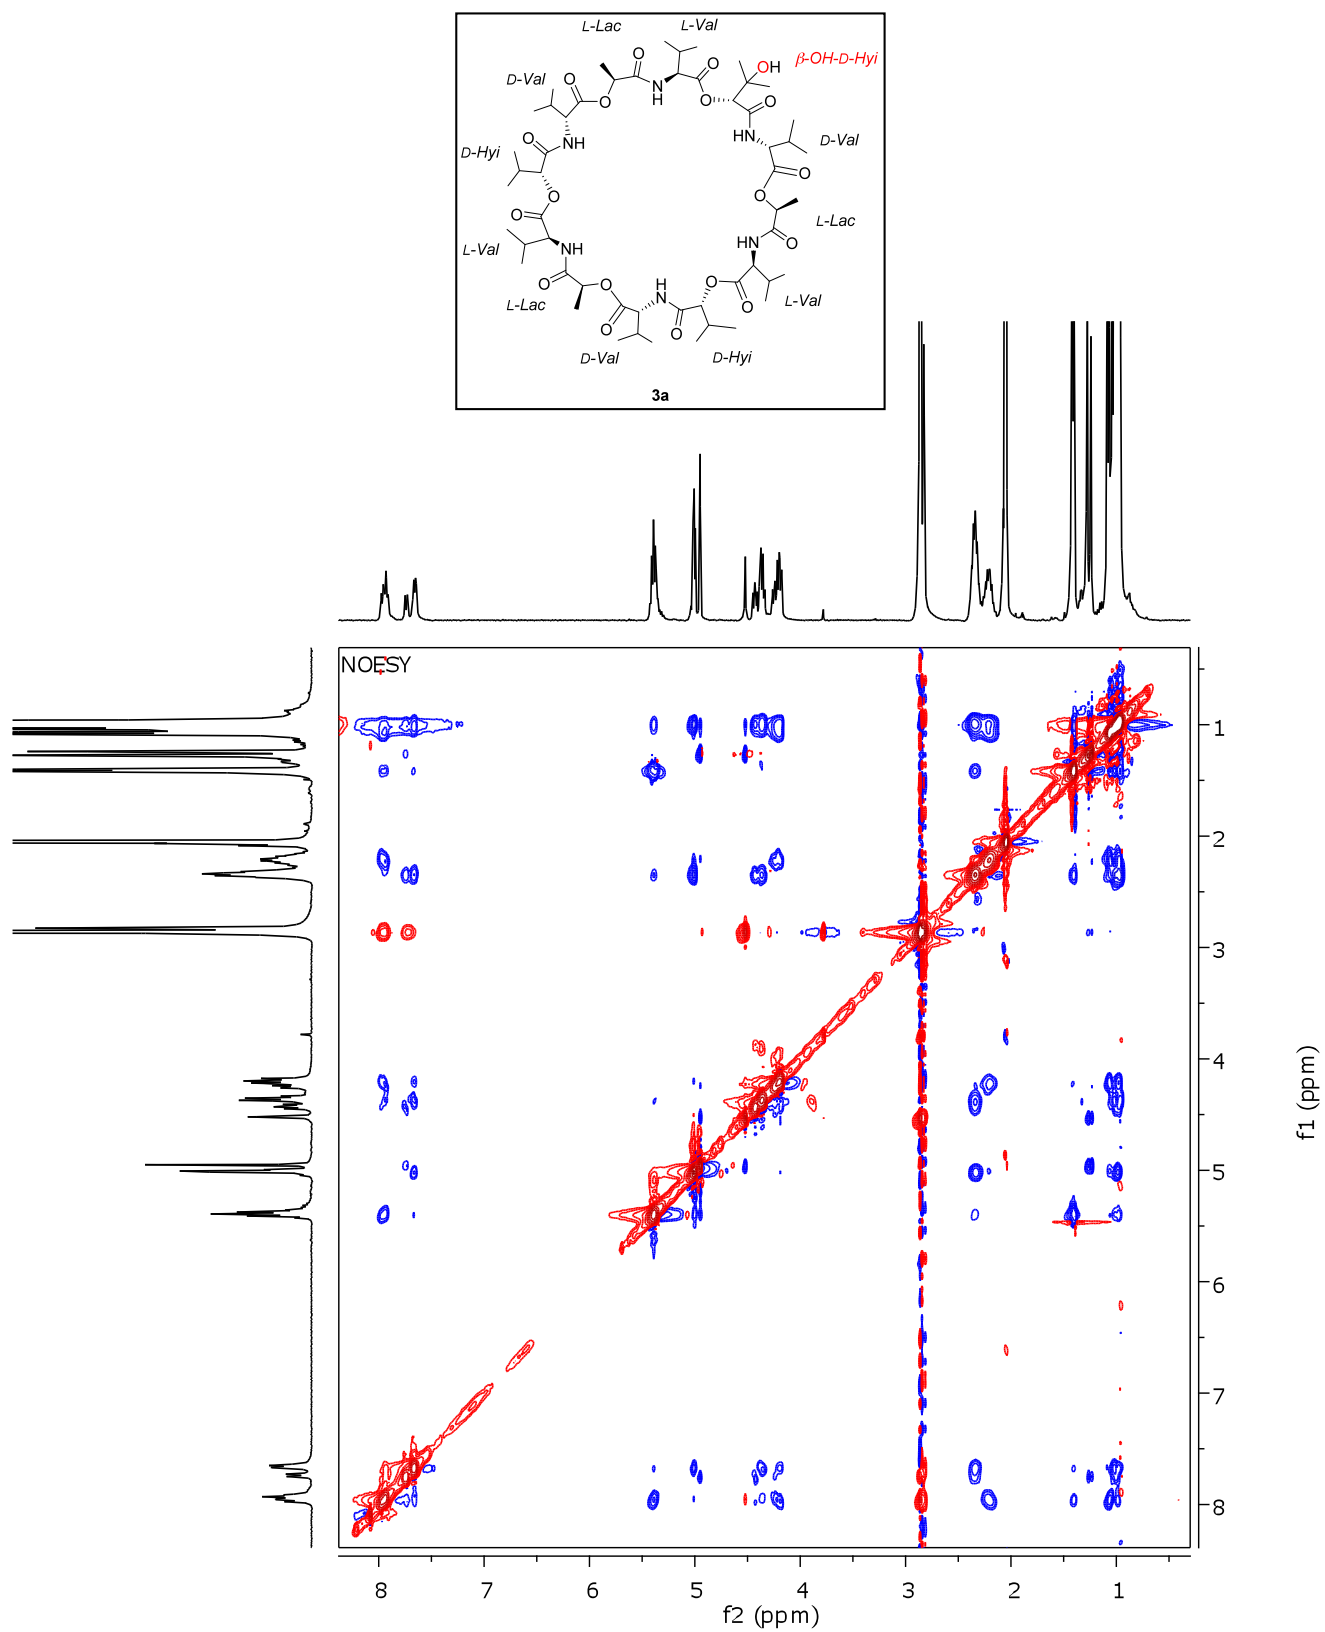 L-Lac L-Val
O O OH β-OH-D-Hyi
D-Val O O
O N H O O
O HN
D-Hyi O NH D-Val
O O
O O
O L-Lac
L-Val NH HN O
O O H O
L-Lac O N O O L-Val
O O
D-Val D-Hyi
3a
NOESY
1
2
3
4
5
6
7
8
f1 (ppm)
8 7 6 5 4 3 2 1
f2 (ppm)